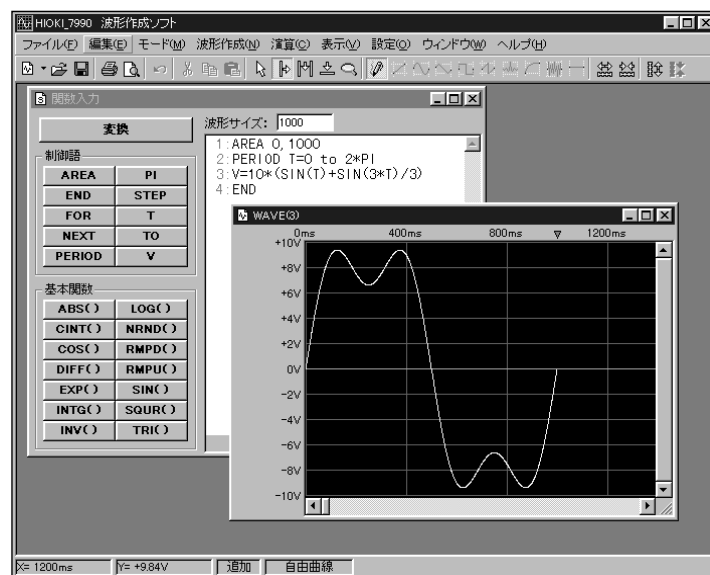 HIOKI_7990 波形作成ソフト
ファイル(F) 編集(E) モード(M) 波形作成(N) 演算(C) 表示(V) 設定(O) ウィンドウ(W) ヘルプ(H)
関数入力
変換
波形サイズ: 1000
制御語
AREA PI
END STEP
FOR T
NEXT TO
PERIOD V
基本関数
ABS( ) LOG( )
CINT( ) NRND( )
COS( ) RMPD( )
DIFF( ) RMPU( )
EXP( ) SIN( )
INTG( ) SQUR( )
INV( ) TRI( )
1:AREA 0,1000
2:PERIOD T=0 to 2*PI
3:V=10*(SIN(T)+SIN(3*T)/3)
4:END
WAVE(3)
0ms 400ms 800ms 1200ms
+10V
+8V
+6V
+4V
+2V
0V
-2V
-4V
-6V
-8V
-10V
X= 1200ms Y= +9.84V 追加 自由曲線